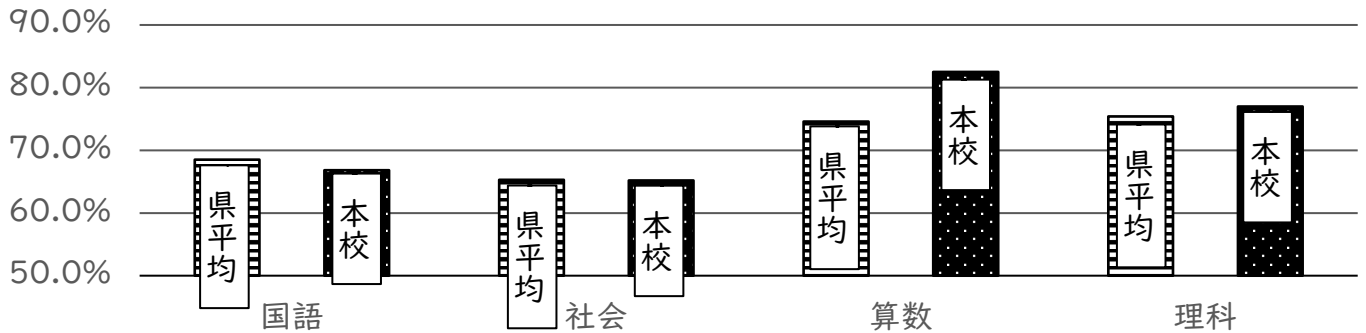 90.0%
80.0%
70.0%
60.0%
50.0%
県平均
本校
県平均
本校
県平均
本校
県平均
本校
国語
社会
算数
理科